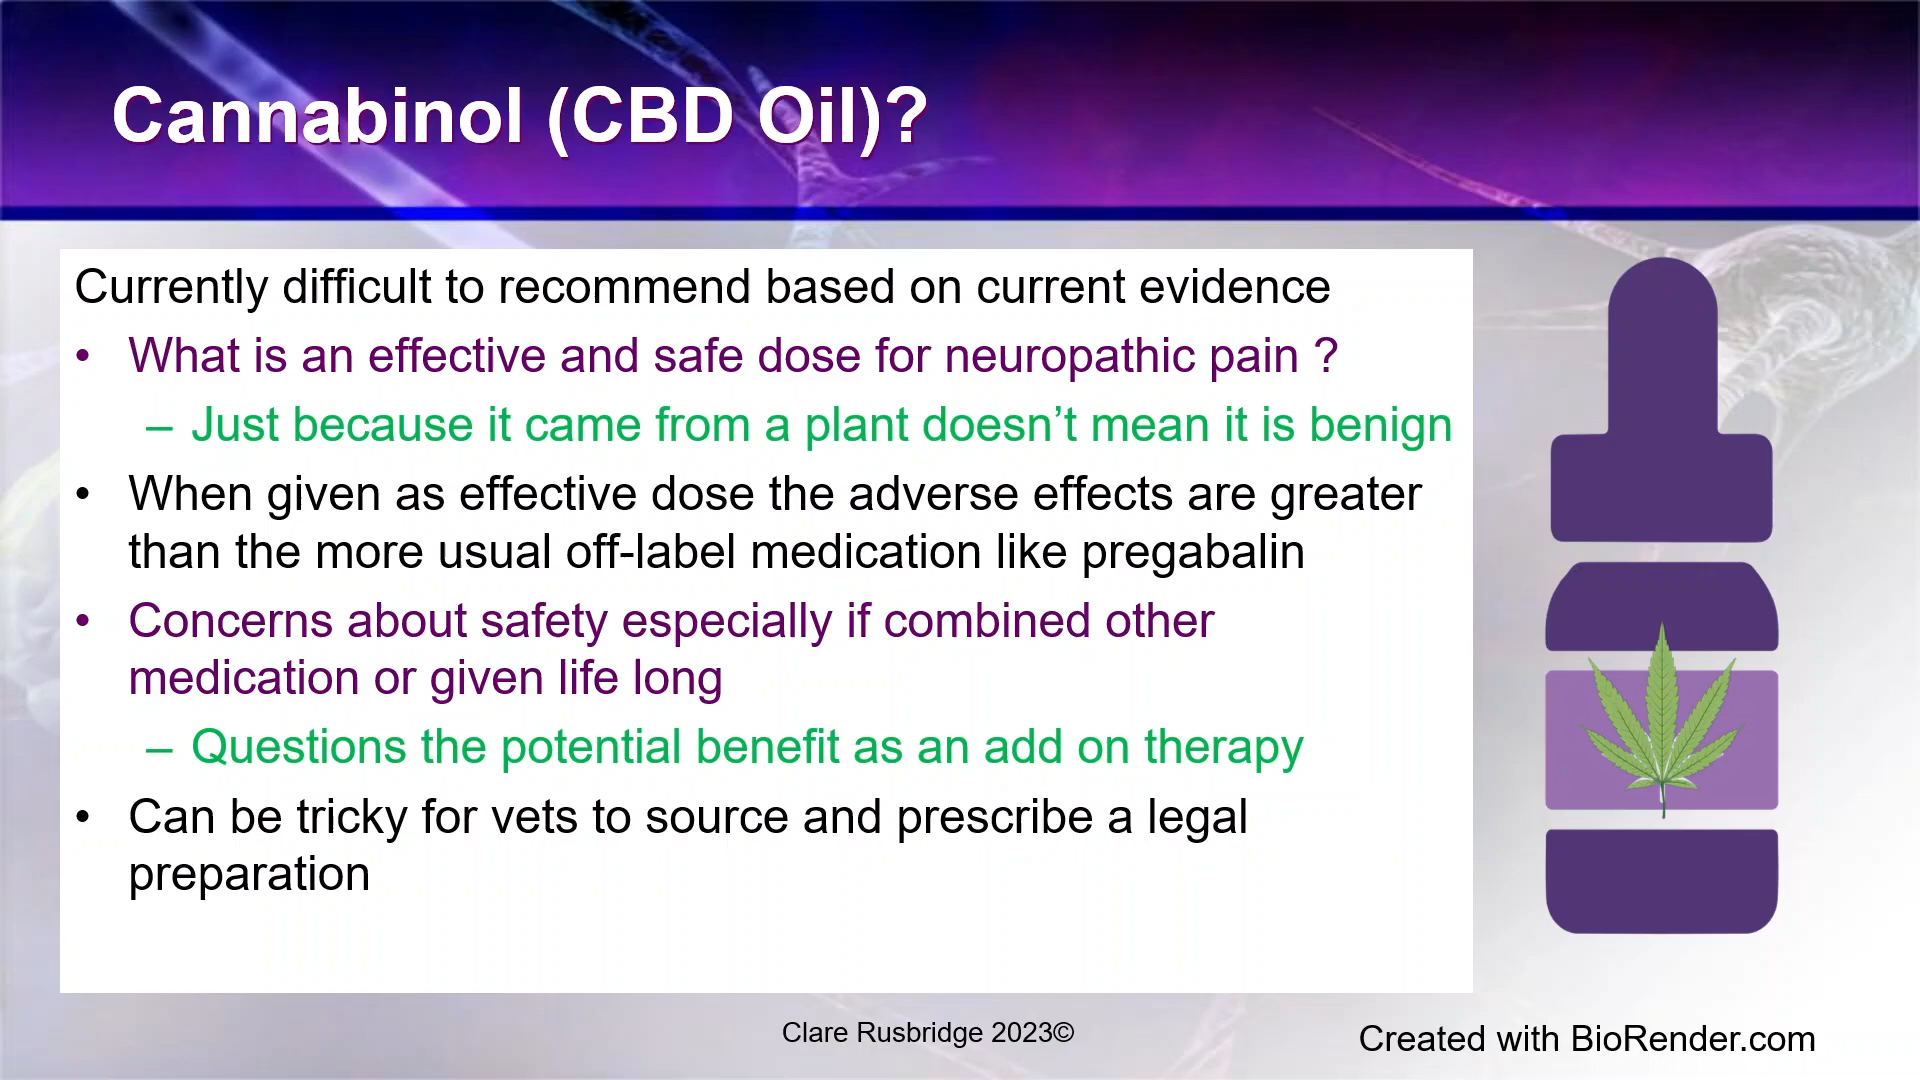 Cannabinol (CBD Oil)?
Currently difficult to recommend based on current evidence
• What is an effective and safe dose for neuropathic pain ?
– Just because it came from a plant doesn’t mean it is benign
• When given as effective dose the adverse effects are greater
than the more usual off-label medication like pregabalin
• Concerns about safety especially if combined other
medication or given life long
– Questions the potential benefit as an add on therapy
• Can be tricky for vets to source and prescribe a legal
preparation
Clare Rusbridge 2023©
Created with BioRender.com